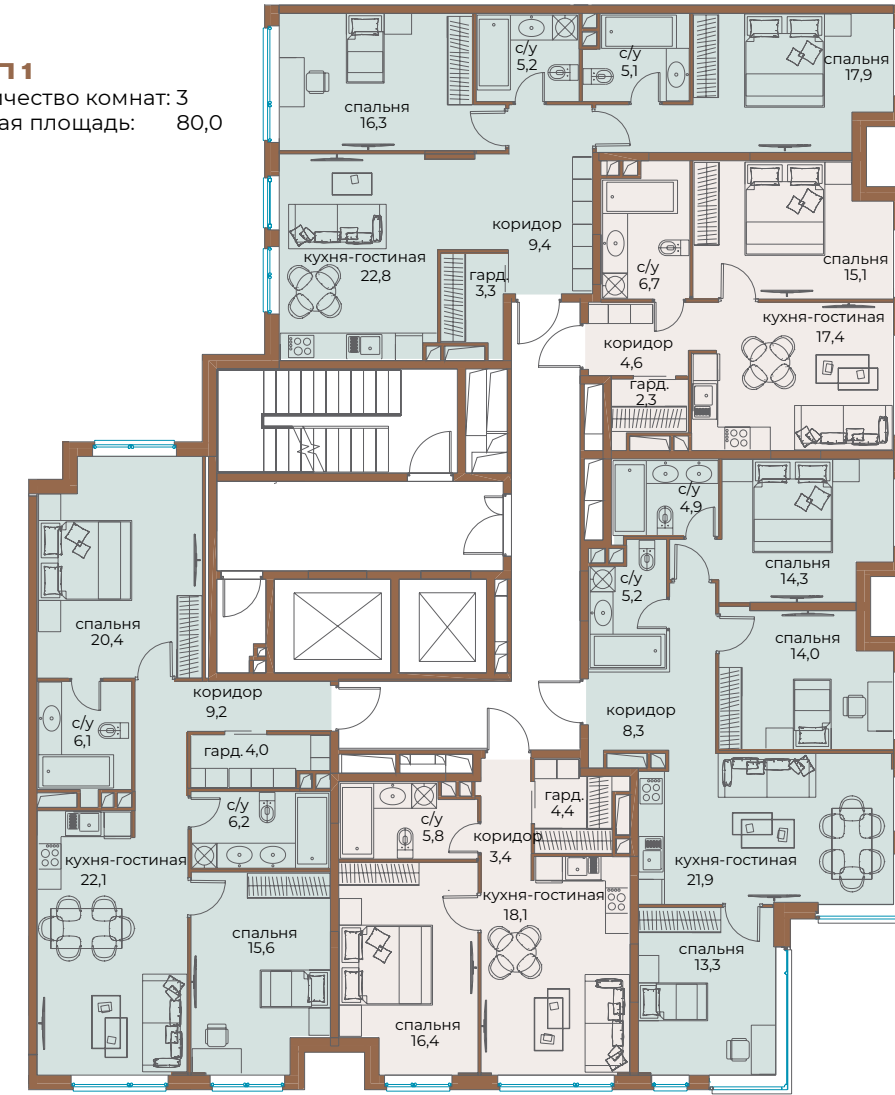 П1
ичество комнат: 3
ая площадь: 80,0
с/у
5,2
с/у
5,1
спальня
17,9
спальня
16,3
коридор
9,4
кухня-гостиная
22,8
гард.
3,3
с/у
6,7
спальня
15,1
кухня-гостиная
17,4
коридор
4,6
гард.
2,3
с/у
4,9
спальня
14,3
с/у
5,2
спальня
20,4
спальня
14,0
коридор
9,2
коридор
8,3
с/у
6,1
гард. 4,0
с/у
6,2
с/у
5,8
гард.
4,4
коридор
3,4
кухня-гостиная
22,1
кухня-гостиная
21,9
кухня-гостиная
18,1
спальня
15,6
спальня
13,3
спальня
16,4